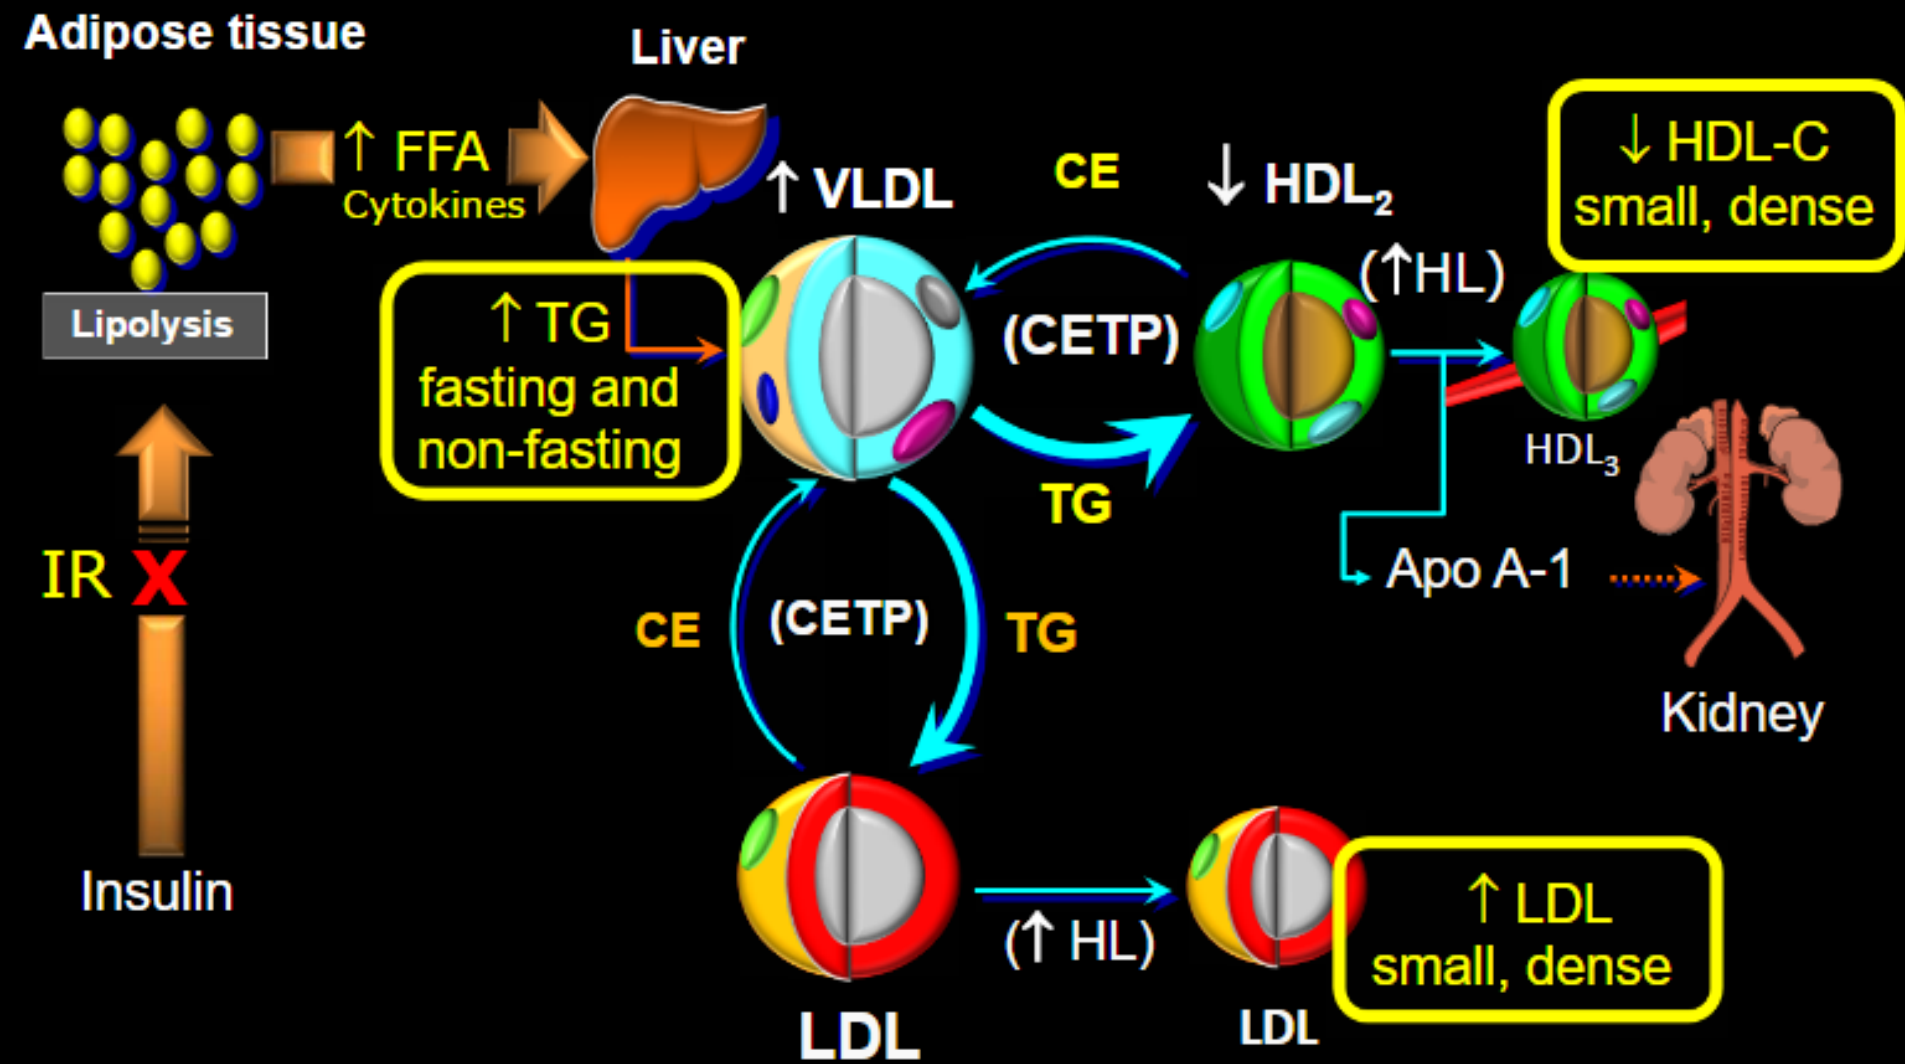 Adipose tissue
Liver
↑ FFA
Cytokines
↑ VLDL
CE
↓ HDL₂
↓ HDL-C
small, dense
(↑HL)
Lipolysis
↑ TG
fasting and
non-fasting
(CETP)
TG
HDL₃
IR X
Apo A-1
CE
(CETP)
TG
Kidney
Insulin
(↑ HL)
↑ LDL
small, dense
LDL
LDL